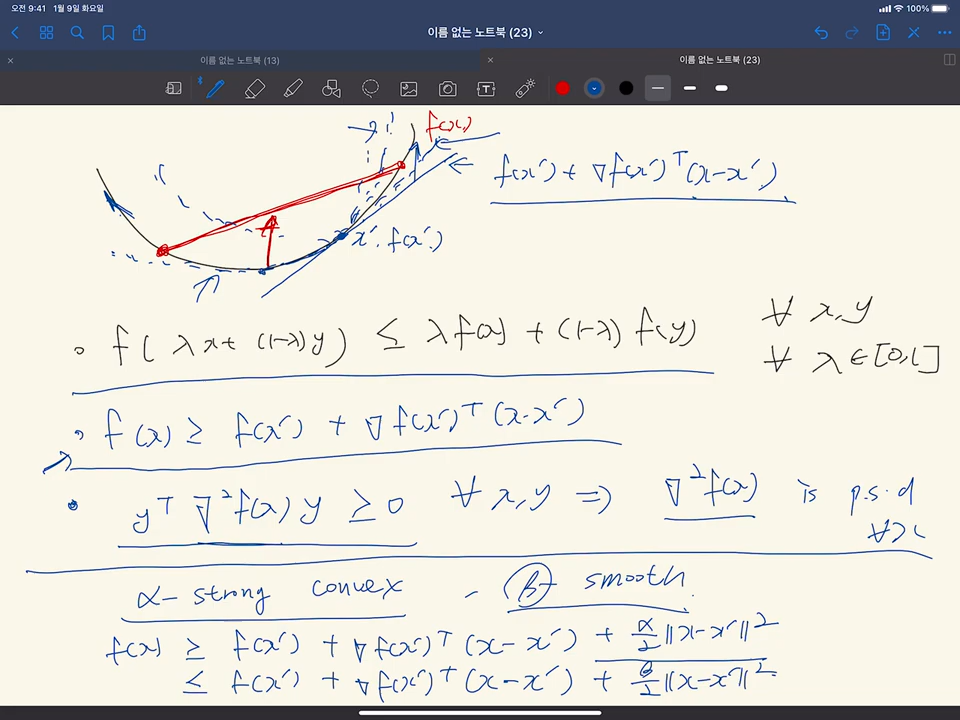 오전 9:41 1월 9일 화요일
100%
이름 없는 노트북 (23)
이름 없는 노트북 (13)
이름 없는 노트북 (23)
f(x)
f(x') + ∇f(x')ᵀ(x-x')
x', f(x')
f(λx + (1-λ)y) ≤ λf(x) + (1-λ) f(y) ∀ x,y
∀ λ ∈ [0,1]
f(x) ≥ f(x') + ∇f(x')ᵀ(x-x')
yᵀ ∇²f(x) y ≥ 0 ∀ x,y ⇒ ∇²f(x) is p.s.d
∀x
α-strong convex - β smooth
f(x) ≥ f(x') + ∇f(x')ᵀ(x-x') + α/2 ||x-x'||²
≤ f(x') + ∇f(x')ᵀ(x-x') + β/2 ||x-x'||²